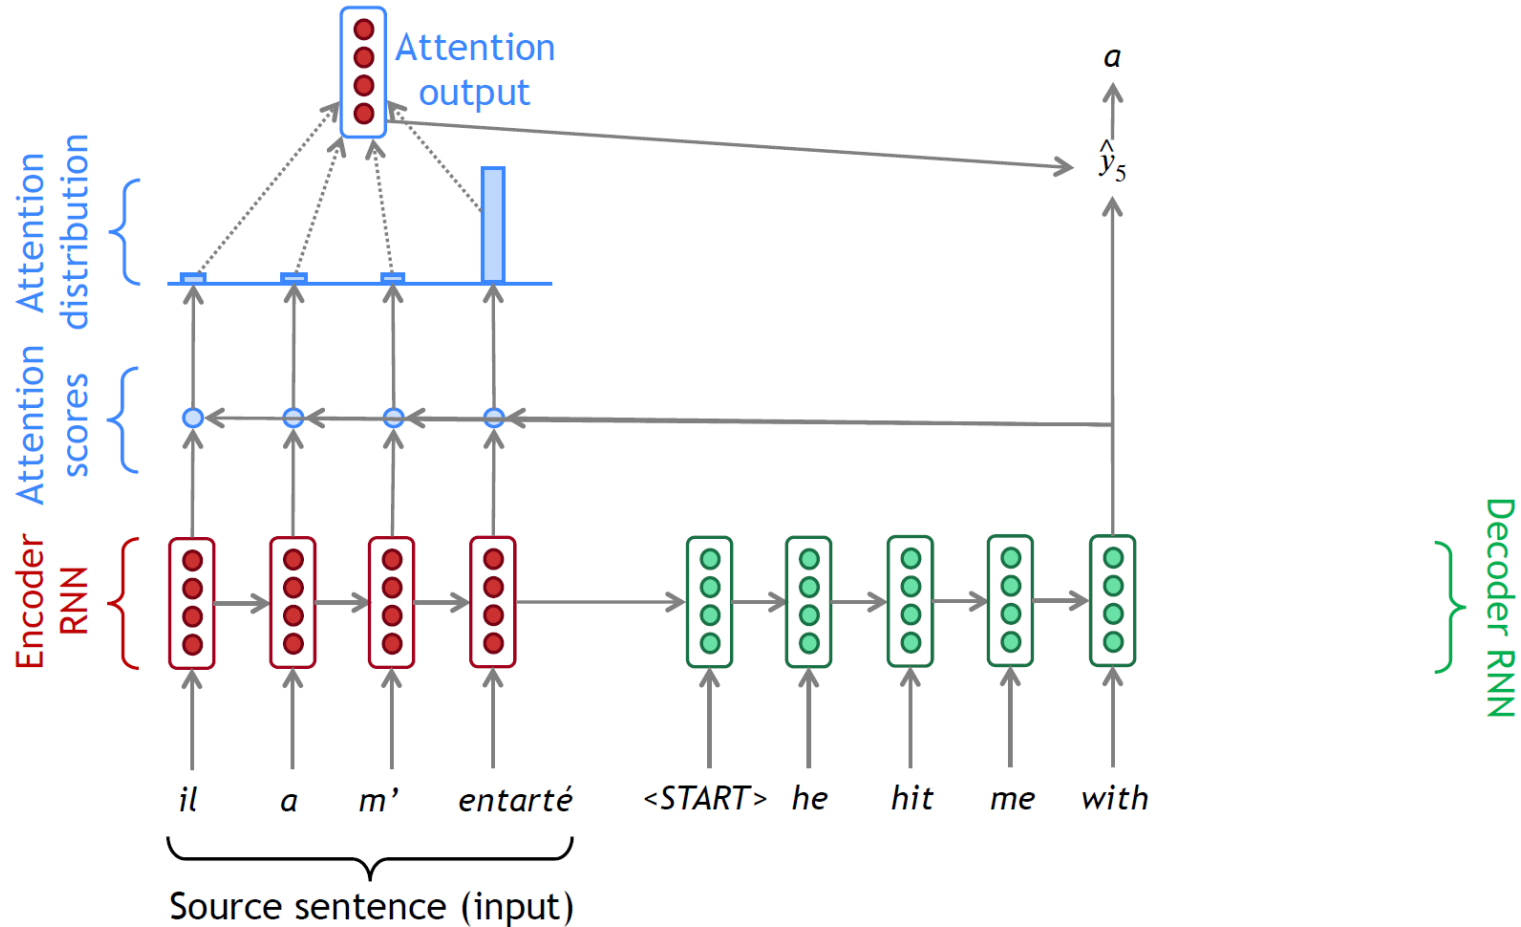 Attention
output
a
ŷ5
Attention
distribution
Attention
scores
Encoder
RNN
Decoder RNN
il a m’ entarté <START> he hit me with
Source sentence (input)